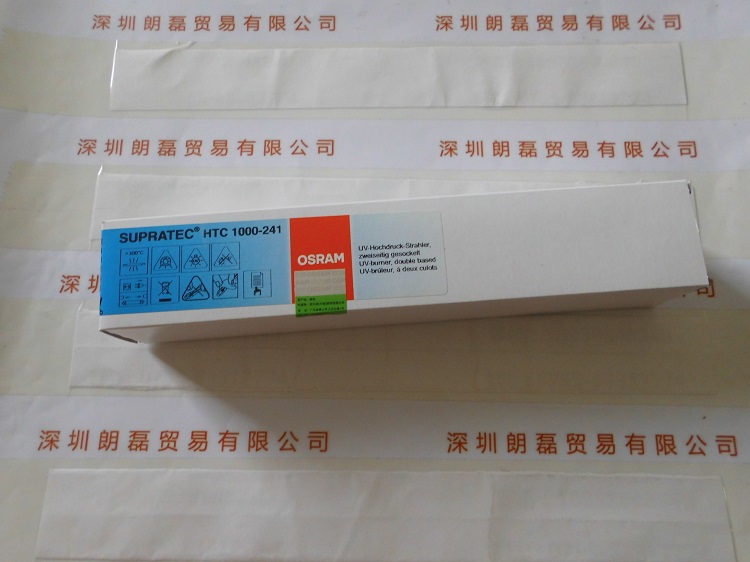 深圳朗磊贸易有限公司
深圳朗磊贸易有限公司
深圳朗磊贸易有限公司
深圳朗磊贸易有限公司
SUPRATEC® HTC 1000-241
OSRAM
UV-Hochdruck-Strahler,
zweiseitig gesockelt
UV-burner, double based
UV-brûleur, à deux culots
深圳朗磊贸易有限公司
深圳朗磊贸易有限公司